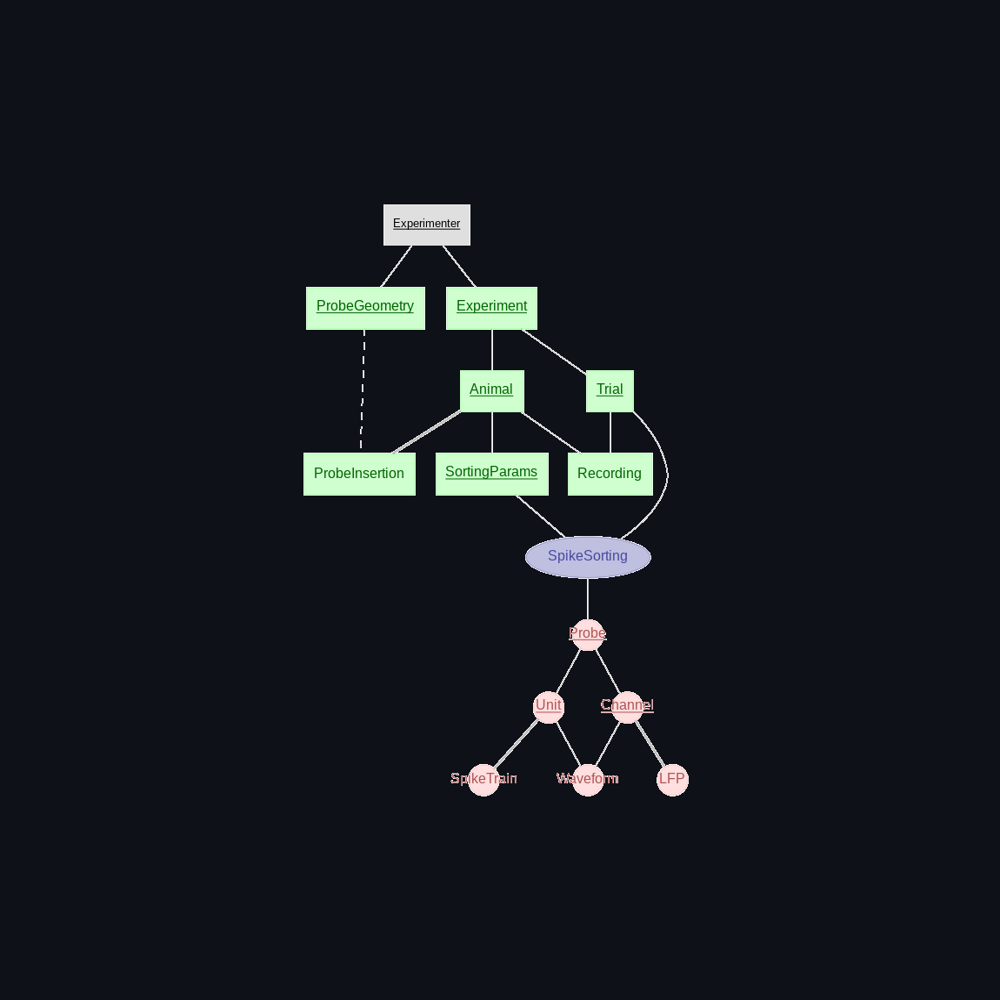 Experimenter
ProbeGeometry
Experiment
Animal
Trial
ProbeInsertion
SortingParams
Recording
SpikeSorting
Probe
Unit
Channel
SpikeTrain
Waveform
LFP